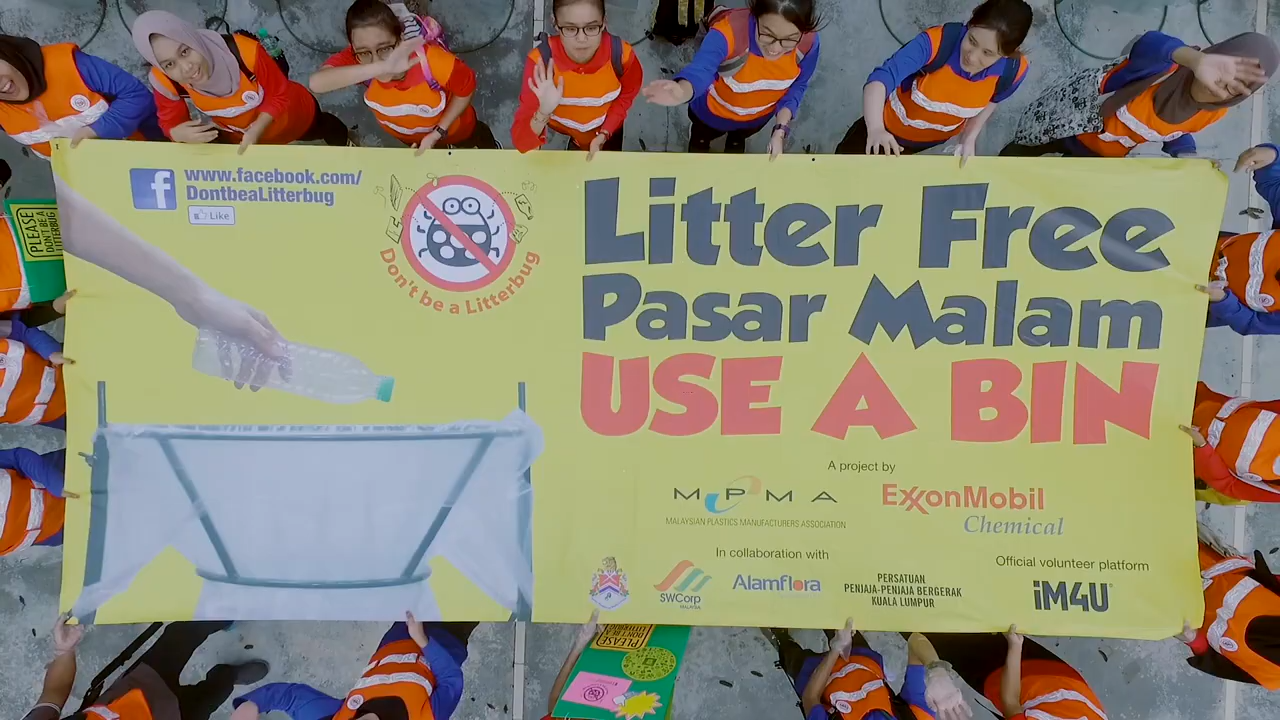 www.facebook.com/
DontbeaLitterbug
f
Like
Don't be a Litterbug
Litter Free
Pasar Malam
USE A BIN
A project by
MPMA
MALAYSIAN PLASTICS MANUFACTURERS ASSOCIATION
ExxonMobil
Chemical
In collaboration with
SWCorp
MALAYSIA
Alamflora
PERSATUAN
PENJAJA-PENJAJA BERGERAK
KUALA LUMPUR
Official volunteer platform
iM4U
PLEASE
DON'T BE A
LITTERBUG